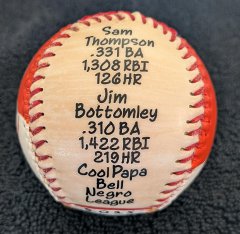 Sam
Thompson
.331 BA
1,308 RBI
126 HR
Jim
Bottomley
.310 BA
1,422 RBI
219 HR
Cool Papa
Bell
Negro
League